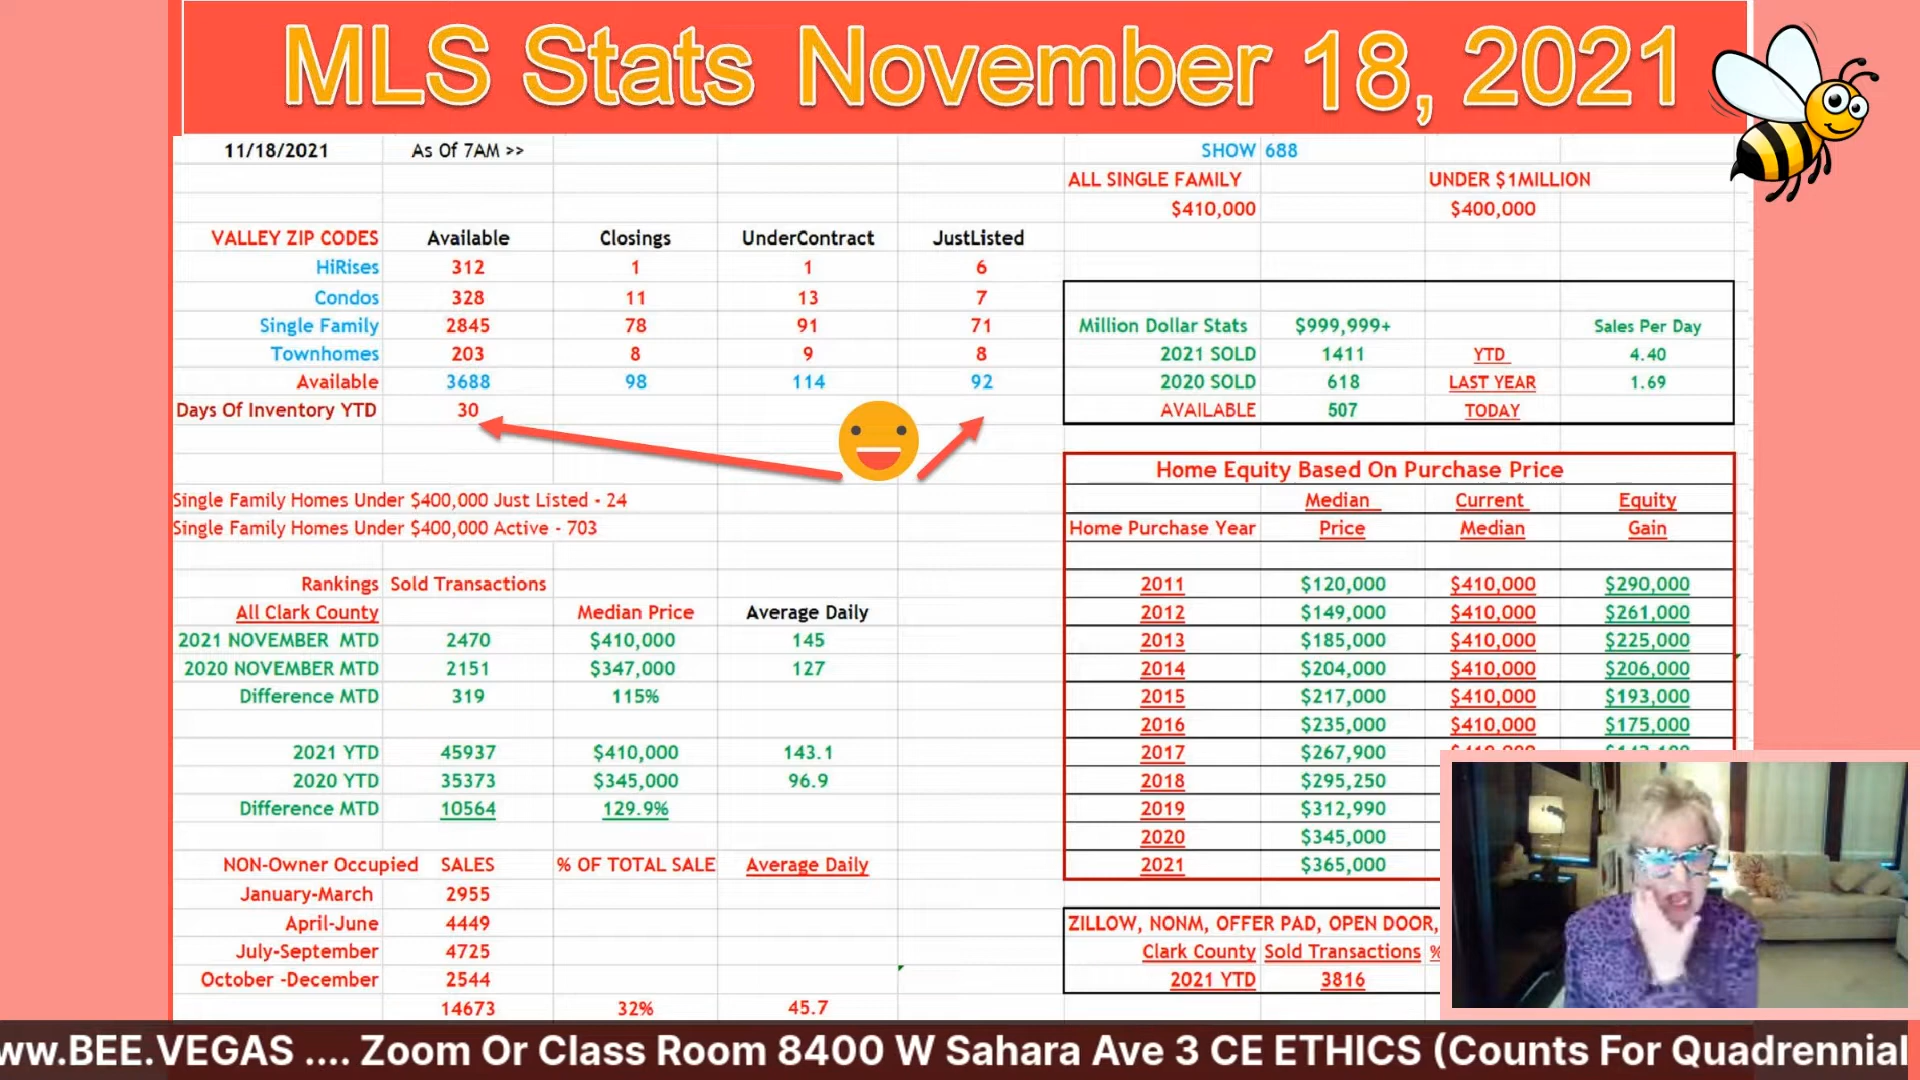 MLS Stats November 18, 2021
11/18/2021 As Of 7AM >> SHOW 688
ALL SINGLE FAMILY UNDER $1MILLION
$410,000 $400,000
VALLEY ZIP CODES Available Closings UnderContract JustListed
HiRises 312 1 1 6
Condos 328 11 13 7
Single Family 2845 78 91 71
Townhomes 203 8 9 8
Available 3688 98 114 92
Days Of Inventory YTD 30
Million Dollar Stats $999,999+ Sales Per Day
2021 SOLD 1411 YTD 4.40
2020 SOLD 618 LAST YEAR 1.69
AVAILABLE 507 TODAY
Single Family Homes Under $400,000 Just Listed - 24
Single Family Homes Under $400,000 Active - 703
Rankings Sold Transactions
All Clark County Median Price Average Daily
2021 NOVEMBER MTD 2470 $410,000 145
2020 NOVEMBER MTD 2151 $347,000 127
Difference MTD 319 115%
2021 YTD 45937 $410,000 143.1
2020 YTD 35373 $345,000 96.9
Difference MTD 10564 129.9%
NON-Owner Occupied SALES % OF TOTAL SALE Average Daily
January-March 2955
April-June 4449
July-September 4725
October -December 2544
14673 32% 45.7
Home Equity Based On Purchase Price
Median Current Equity
Home Purchase Year Price Median Gain
2011 $120,000 $410,000 $290,000
2012 $149,000 $410,000 $261,000
2013 $185,000 $410,000 $225,000
2014 $204,000 $410,000 $206,000
2015 $217,000 $410,000 $193,000
2016 $235,000 $410,000 $175,000
2017 $267,900
2018 $295,250
2019 $312,990
2020 $345,000
2021 $365,000
ZILLOW, NONM, OFFER PAD, OPEN DOOR,
Clark County Sold Transactions %
2021 YTD 3816
ww.BEE.VEGAS .... Zoom Or Class Room 8400 W Sahara Ave 3 CE ETHICS (Counts For Quadrennial